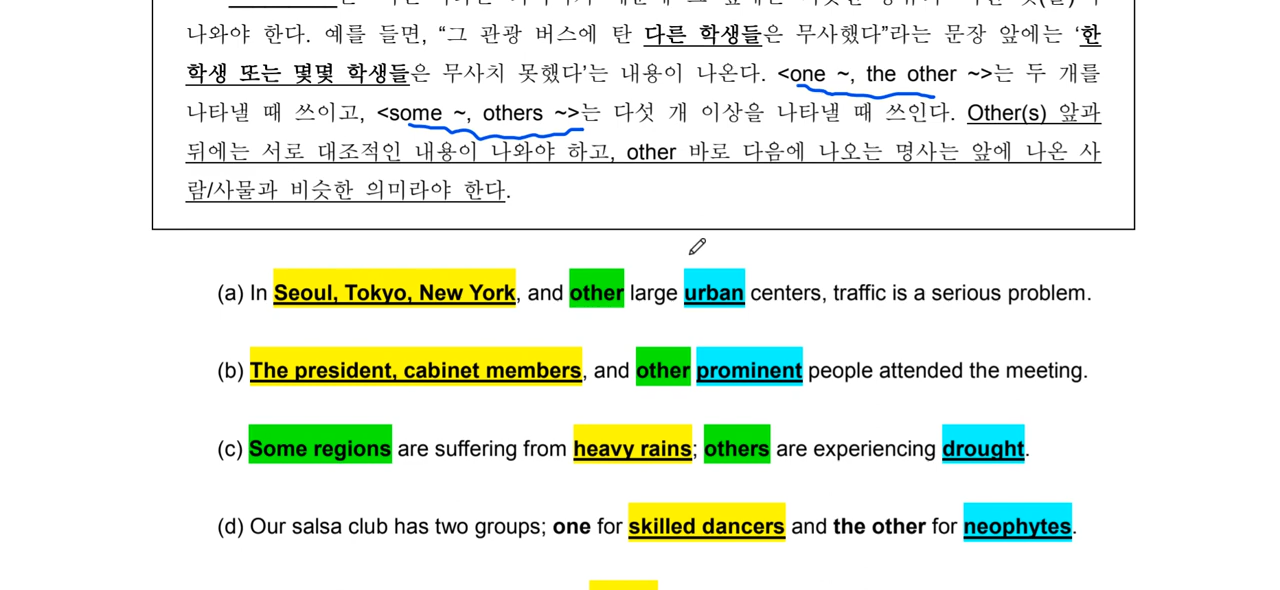 나와야 한다. 예를 들면, “그 관광 버스에 탄 다른 학생들은 무사했다”라는 문장 앞에는 ‘한
학생 또는 몇몇 학생들은 무사치 못했다’는 내용이 나온다. <one ~, the other ~>는 두 개를
나타낼 때 쓰이고, <some ~, others ~>는 다섯 개 이상을 나타낼 때 쓰인다. Other(s) 앞과
뒤에는 서로 대조적인 내용이 나와야 하고, other 바로 다음에 나오는 명사는 앞에 나온 사
람/사물과 비슷한 의미라야 한다.
(a) In Seoul, Tokyo, New York, and other large urban centers, traffic is a serious problem.
(b) The president, cabinet members, and other prominent people attended the meeting.
(c) Some regions are suffering from heavy rains; others are experiencing drought.
(d) Our salsa club has two groups; one for skilled dancers and the other for neophytes.